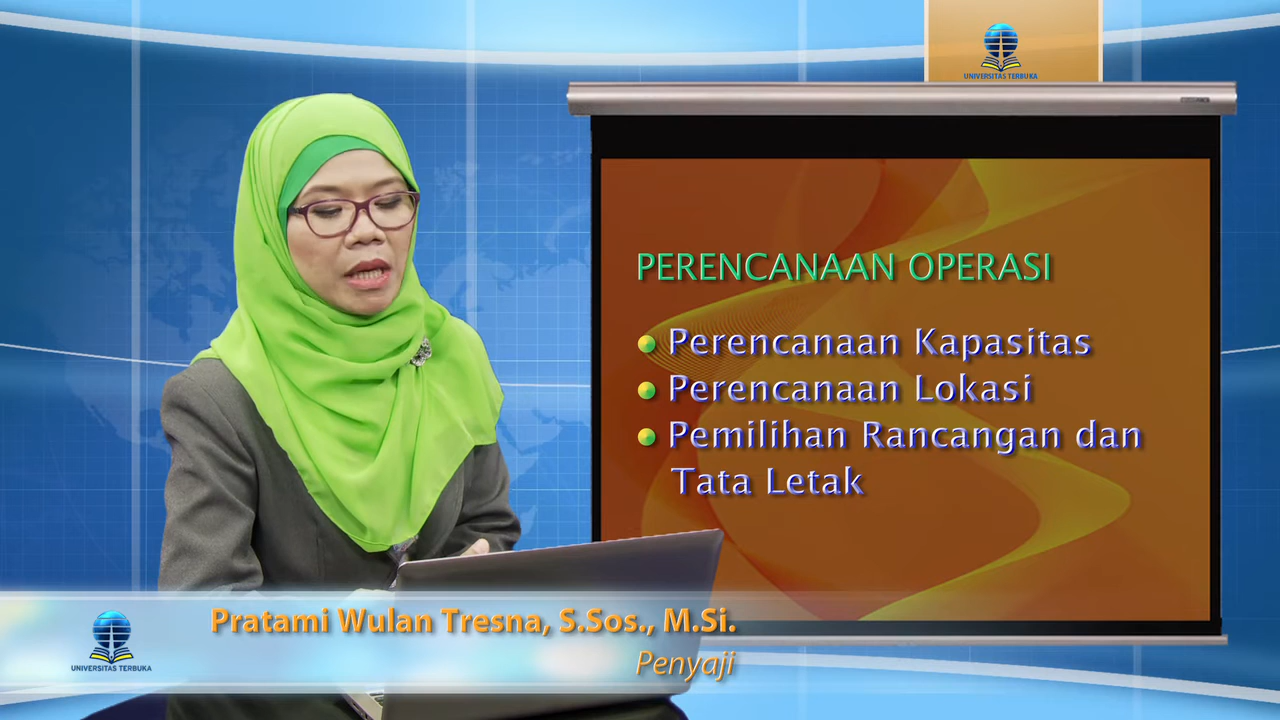 UNIVERSITAS TERBUKA
PERENCANAAN OPERASI
Perencanaan Kapasitas
Perencanaan Lokasi
Pemilihan Rancangan dan
Tata Letak
Pratami Wulan Tresna, S.Sos., M.Si.
Penyaji
UNIVERSITAS TERBUKA